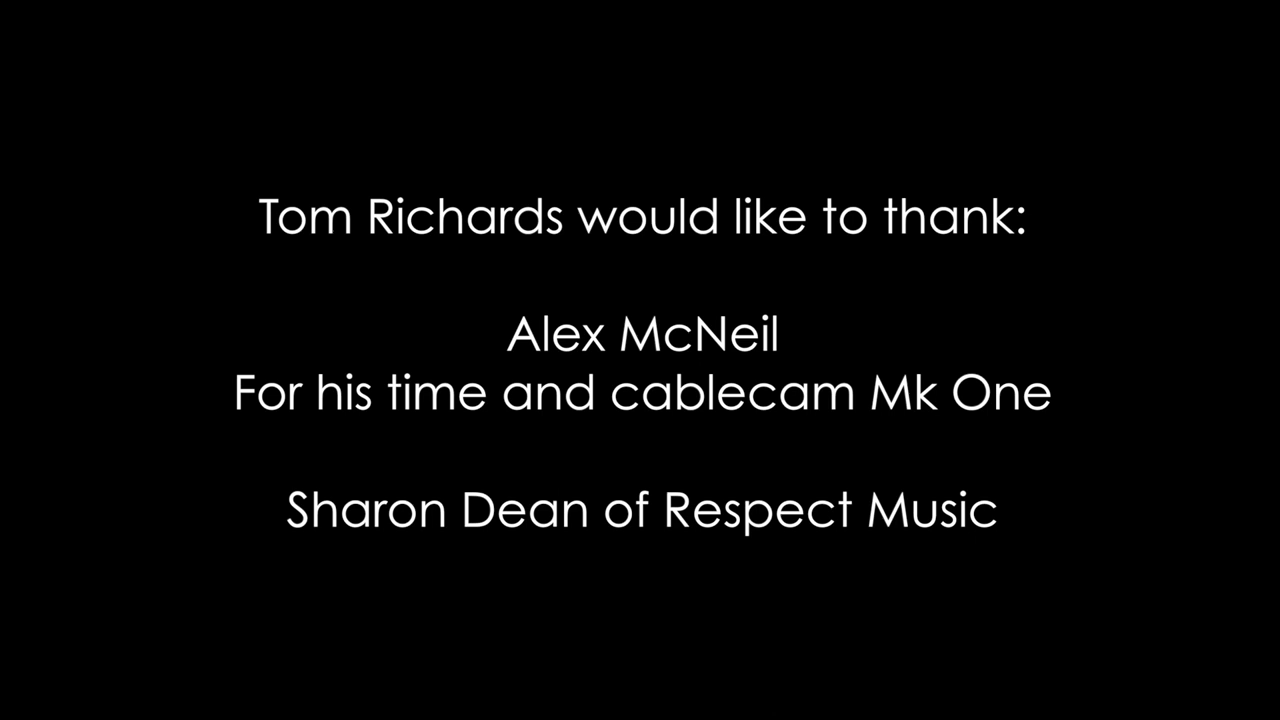 Tom Richards would like to thank:
Alex McNeil
For his time and cablecam Mk One
Sharon Dean of Respect Music